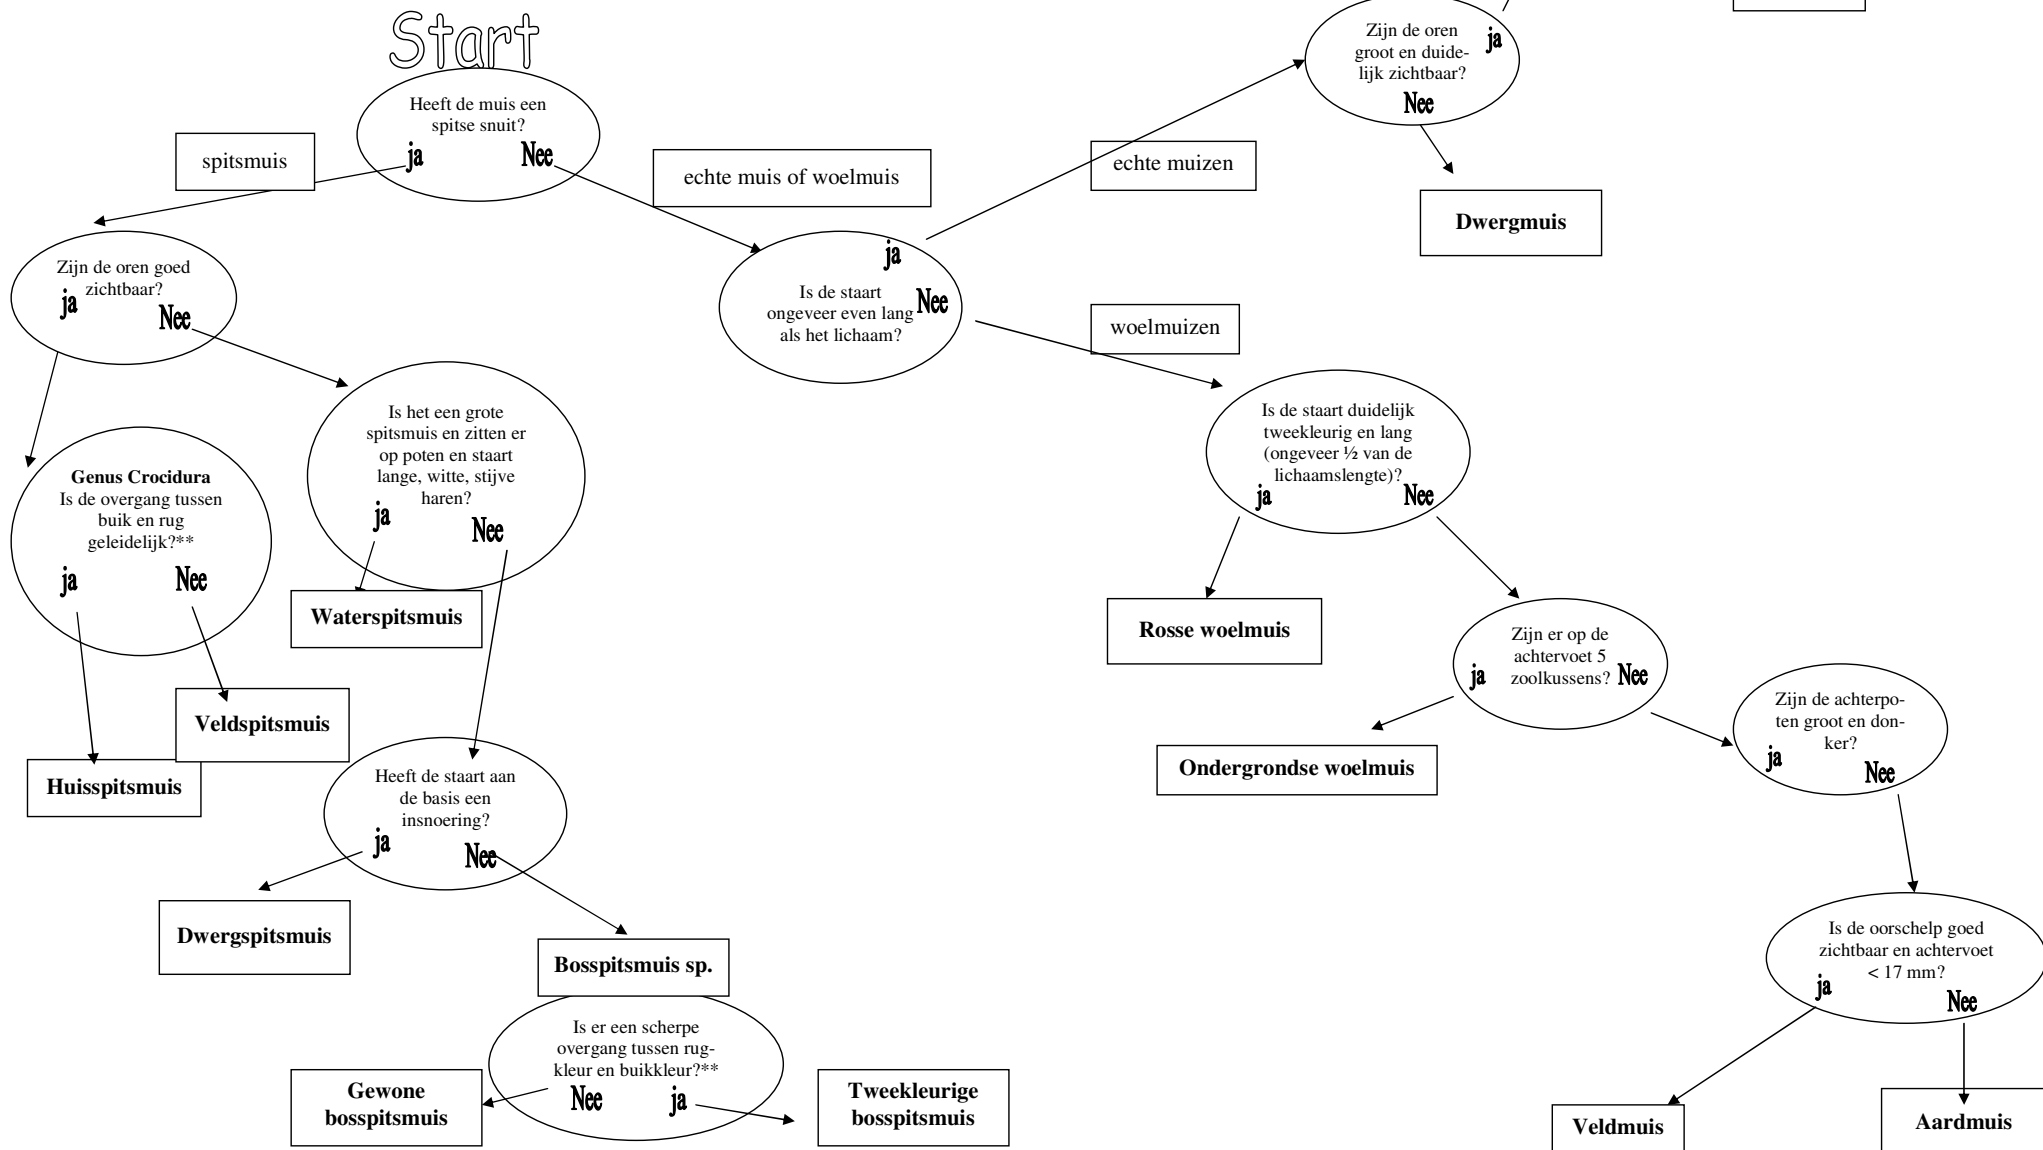 Start
Heeft de muis een
spitse snuit?
ja
Nee
spitsmuis
echte muis of woelmuis
Zijn de oren goed
zichtbaar?
ja
Nee
Genus Crocidura
Is de overgang tussen
buik en rug
geleidelijk?**
ja
Nee
Huisspitsmuis
Veldspitsmuis
Is het een grote
spitsmuis en zitten er
op poten en staart
lange, witte, stijve
haren?
ja
Nee
Waterspitsmuis
Heeft de staart aan
de basis een
insnoering?
ja
Nee
Dwergspitsmuis
Bosspitsmuis sp.
Is er een scherpe
overgang tussen rug-
kleur en buikkleur?**
Nee
ja
Gewone
bosspitsmuis
Tweekleurige
bosspitsmuis
ja
Is de staart
ongeveer even lang
als het lichaam?
Nee
echte muizen
Zijn de oren
groot en duide-
lijk zichtbaar?
ja
Nee
Dwergmuis
woelmuizen
Is de staart duidelijk
tweekleurig en lang
(ongeveer ½ van de
lichaamslengte)?
ja
Nee
Rosse woelmuis
Zijn er op de
achtervoet 5
zoolkussens?
ja
Nee
Ondergrondse woelmuis
Zijn de achterpo-
ten groot en don-
ker?
ja
Nee
Is de oorschelp goed
zichtbaar en achtervoet
< 17 mm?
ja
Nee
Veldmuis
Aardmuis